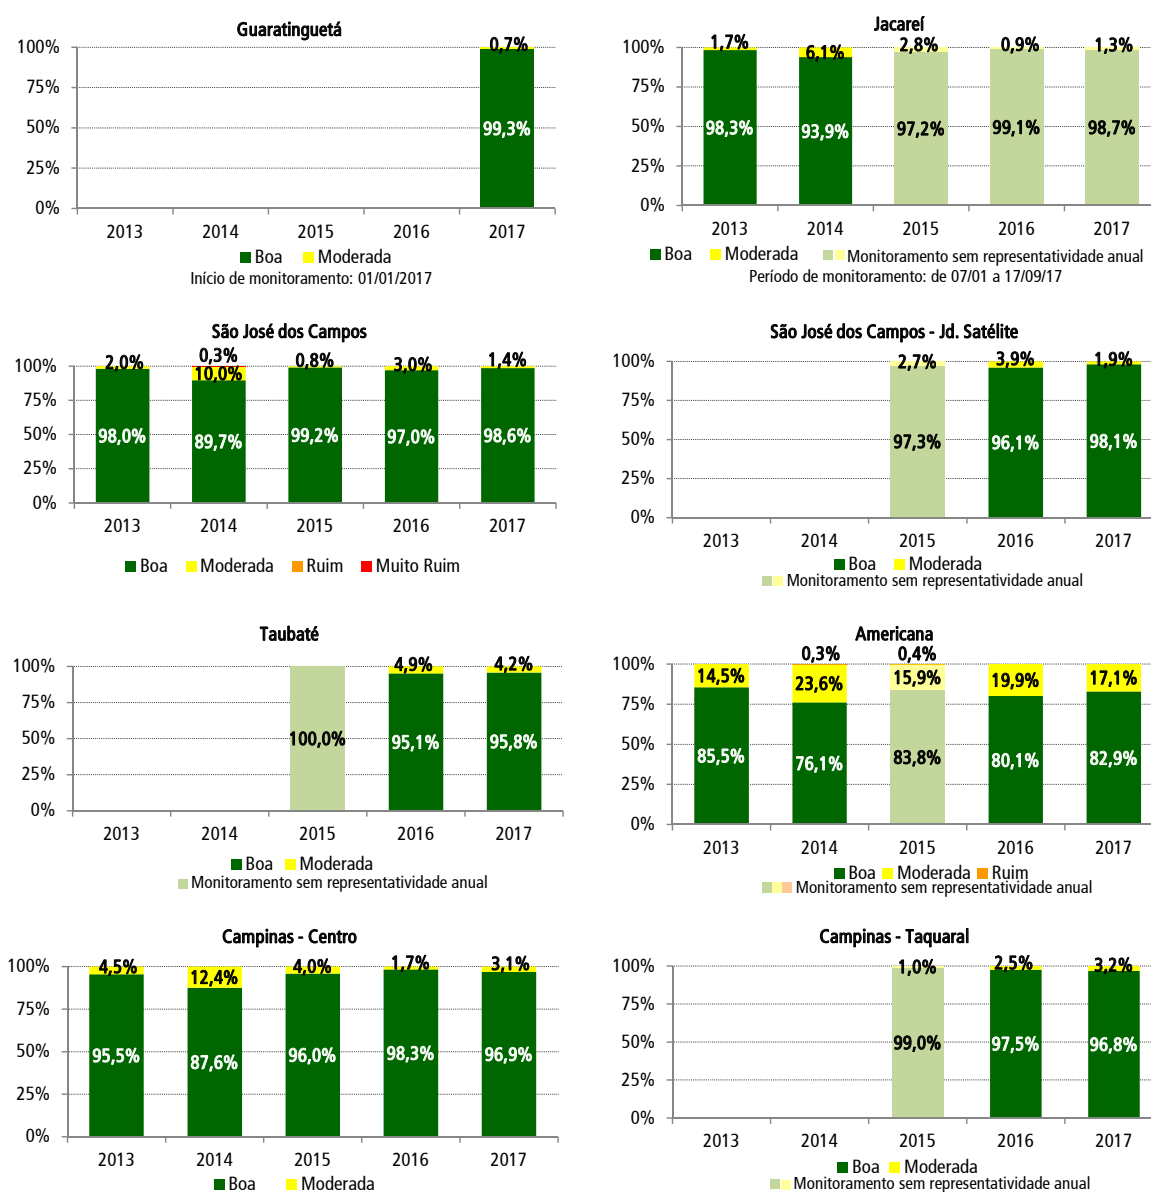 Guaratinguetá
100%
75%
50%
25%
0%
0,7%
99,3%
2013 2014 2015 2016 2017
Boa Moderada
Início de monitoramento: 01/01/2017
Jacareí
100%
75%
50%
25%
0%
1,7% 6,1% 2,8% 0,9% 1,3%
98,3% 93,9% 97,2% 99,1% 98,7%
2013 2014 2015 2016 2017
Boa Moderada Monitoramento sem representatividade anual
Período de monitoramento: de 07/01 a 17/09/17
São José dos Campos
100%
75%
50%
25%
0%
0,3%
2,0% 10,0% 0,8% 3,0% 1,4%
98,0% 89,7% 99,2% 97,0% 98,6%
2013 2014 2015 2016 2017
Boa Moderada Ruim Muito Ruim
São José dos Campos - Jd. Satélite
100%
75%
50%
25%
0%
2,7% 3,9% 1,9%
97,3% 96,1% 98,1%
2013 2014 2015 2016 2017
Boa Moderada
Monitoramento sem representatividade anual
Taubaté
100%
75%
50%
25%
0%
4,9% 4,2%
100,0% 95,1% 95,8%
2013 2014 2015 2016 2017
Boa Moderada
Monitoramento sem representatividade anual
Americana
100%
75%
50%
25%
0%
0,3% 0,4%
14,5% 23,6% 15,9% 19,9% 17,1%
85,5% 76,1% 83,8% 80,1% 82,9%
2013 2014 2015 2016 2017
Boa Moderada Ruim
Monitoramento sem representatividade anual
Campinas - Centro
100%
75%
50%
25%
0%
4,5% 12,4% 4,0% 1,7% 3,1%
95,5% 87,6% 96,0% 98,3% 96,9%
2013 2014 2015 2016 2017
Boa Moderada
Campinas - Taquaral
100%
75%
50%
25%
0%
1,0% 2,5% 3,2%
99,0% 97,5% 96,8%
2013 2014 2015 2016 2017
Boa Moderada
Monitoramento sem representatividade anual